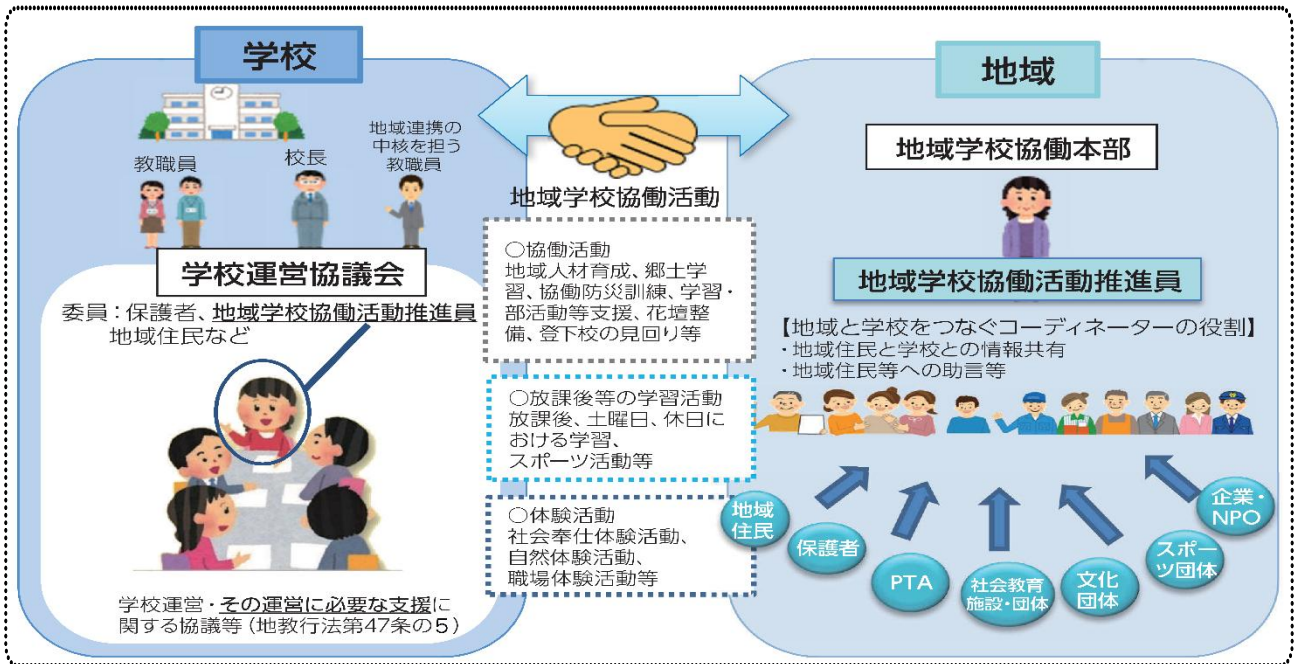 学校
教職員
校長
地域連携の
中核を担う
教職員
学校運営協議会
委員：保護者、地域学校協働活動推進員
地域住民など
学校運営・その運営に必要な支援に
関する協議等（地教行法第47条の５）
地域学校協働活動
○協働活動
地域人材育成、郷土学
習、協働防災訓練、学習・
部活動等支援、花壇整
備、登下校の見回り等
○放課後等の学習活動
放課後、土曜日、休日に
おける学習、
スポーツ活動等
○体験活動
社会奉仕体験活動、
自然体験活動、
職場体験活動等
地域
地域学校協働本部
地域学校協働活動推進員
【地域と学校をつなぐコーディネーターの役割】
・地域住民と学校との情報共有
・地域住民等への助言等
地域
住民
保護者
PTA
社会教育
施設・団体
文化
団体
スポー
ツ団体
企業・
NPO